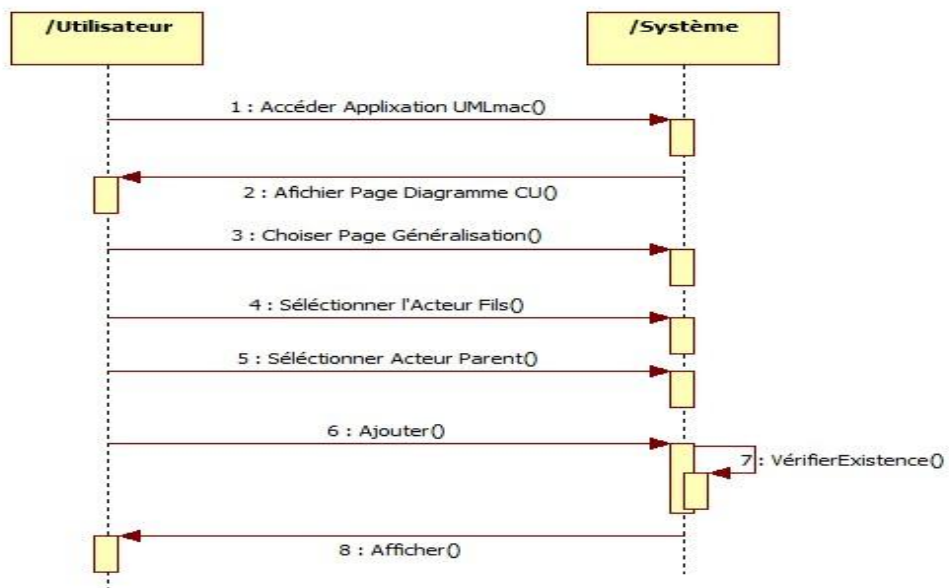 /Utilisateur
/Système
1 : Accéder Applixation UMLmac()
2 : Afichier Page Diagramme CU()
3 : Choiser Page Généralisation()
4 : Séléctionner l'Acteur Fils()
5 : Séléctionner Acteur Parent()
6 : Ajouter()
7 : VérifierExistence()
8 : Afficher()